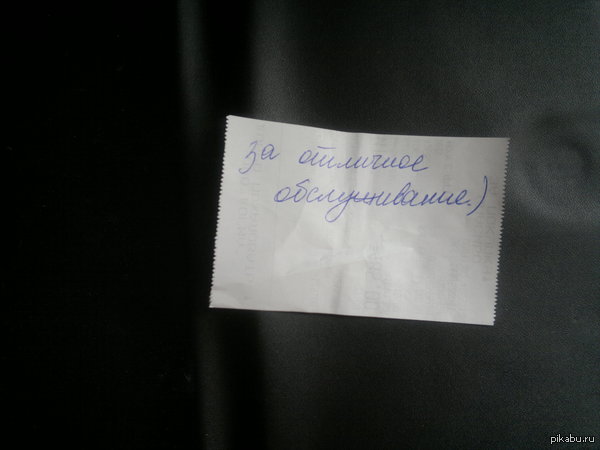 за отличное
обслуживание.)
pikabu.ru